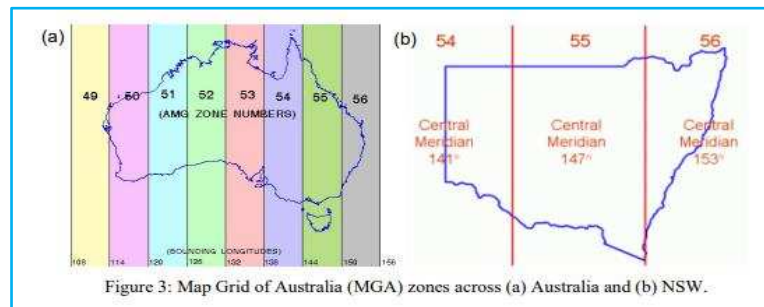 (a)
49 50 51 52 53 54 55 56
(AMG ZONE NUMBERS)
(BOUNDING LONGITUDES)
108 114 120 126 132 138 144 150 156
(b)
54 55 56
Central
Meridian
141°
Central
Meridian
147°
Central
Meridian
153°
Figure 3: Map Grid of Australia (MGA) zones across (a) Australia and (b) NSW.